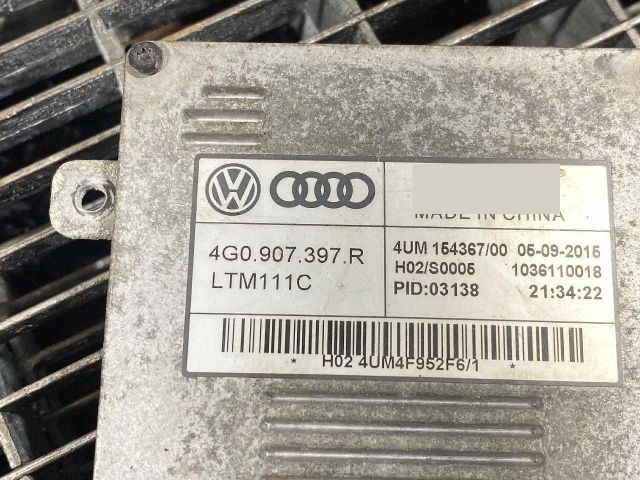 MADE IN CHINA
4G0.907.397.R
LTM111C
4UM 154367/00 05-09-2015
H02/S0005 1036110018
PID:03138 21:34:22
* H02 4UM4F952F6/1 *